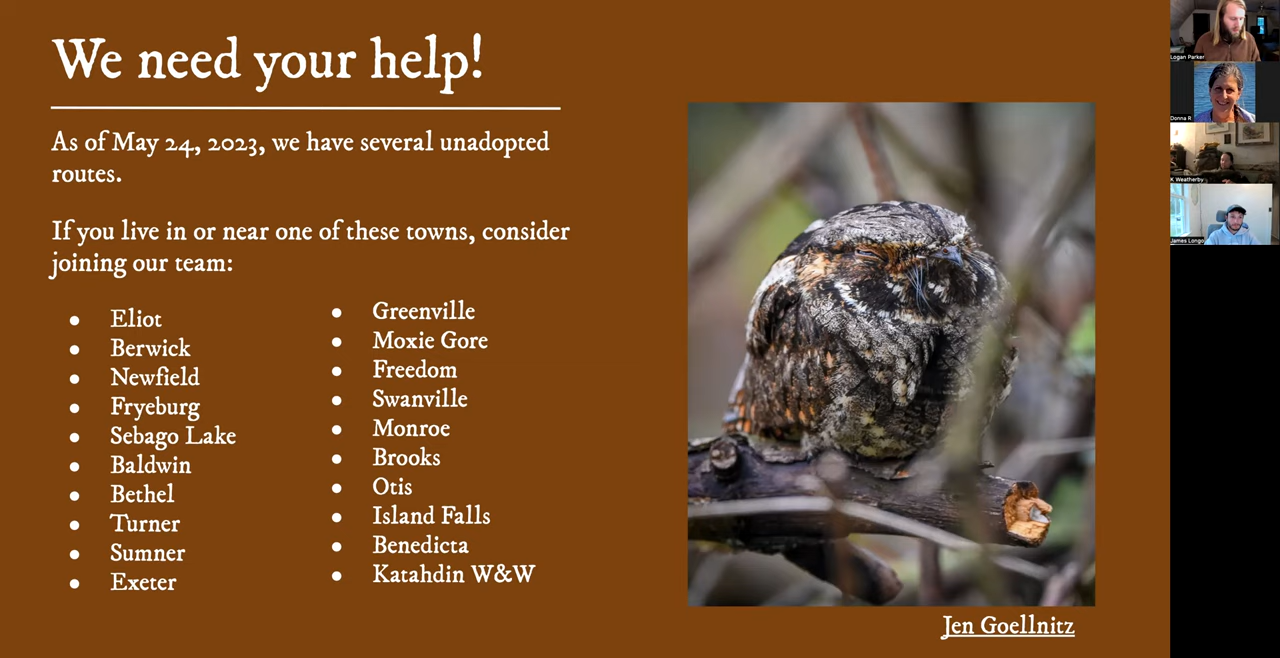 We need your help!
As of May 24, 2023, we have several unadopted
routes.
If you live in or near one of these towns, consider
joining our team:
Eliot
Berwick
Newfield
Fryeburg
Sebago Lake
Baldwin
Bethel
Turner
Sumner
Exeter
Greenville
Moxie Gore
Freedom
Swanville
Monroe
Brooks
Otis
Island Falls
Benedicta
Katahdin W&W
Jen Goellnitz
Logan Parker
Donna R
K Weatherby
James Longo